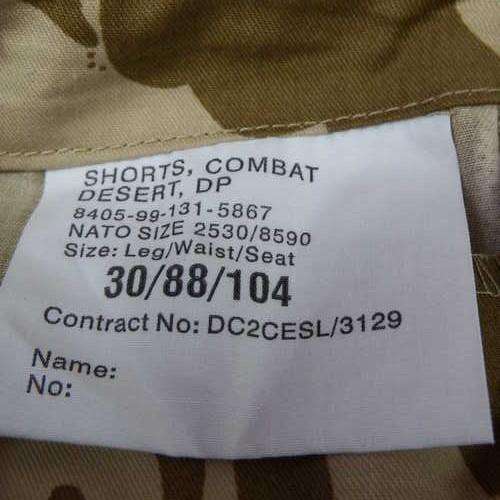 SHORTS, COMBAT
DESERT, DP
8405-99-131-5867
NATO SIZE 2530/8590
Size: Leg/Waist/Seat
30/88/104
Contract No: DC2CESL/3129
Name:
No: